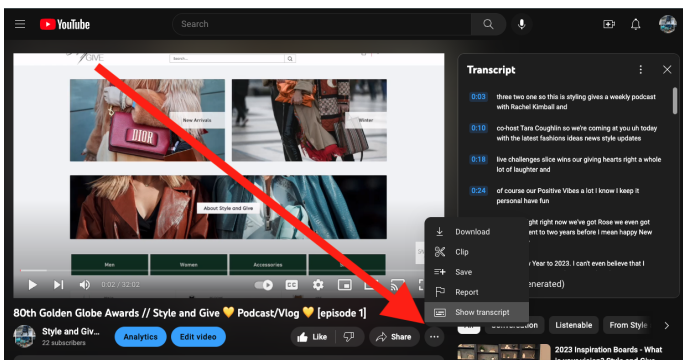 YouTube
Search
GIVE
Search...
New Arrivals
DIOR
Winter
About Style and Give
Men
Women
Accessories
0:02 / 32:02
CC
80th Golden Globe Awards // Style and Give 💛 Podcast/Vlog 💛 [episode 1]
Style and Giv...
22 subscribers
Analytics
Edit video
Like
Share
Transcript
0:03 three two one so this is styling gives a weekly podcast
with Rachel Kimball and
0:10 co-host Tara Coughlin so we're coming at you uh today
with the latest fashions ideas news style updates
0:18 live challenges slice wins our giving hearts right a whole
lot of laughter and
0:24 of course our Positive Vibes a lot I know I keep it
personal have fun
ght right now we've got Rose we even got
nt to two years before I mean happy New
Year to 2023. I can't even believe that I
enerated)
Download
Clip
Save
Report
Show transcript
Listenable
From Style
2023 Inspiration Boards - What